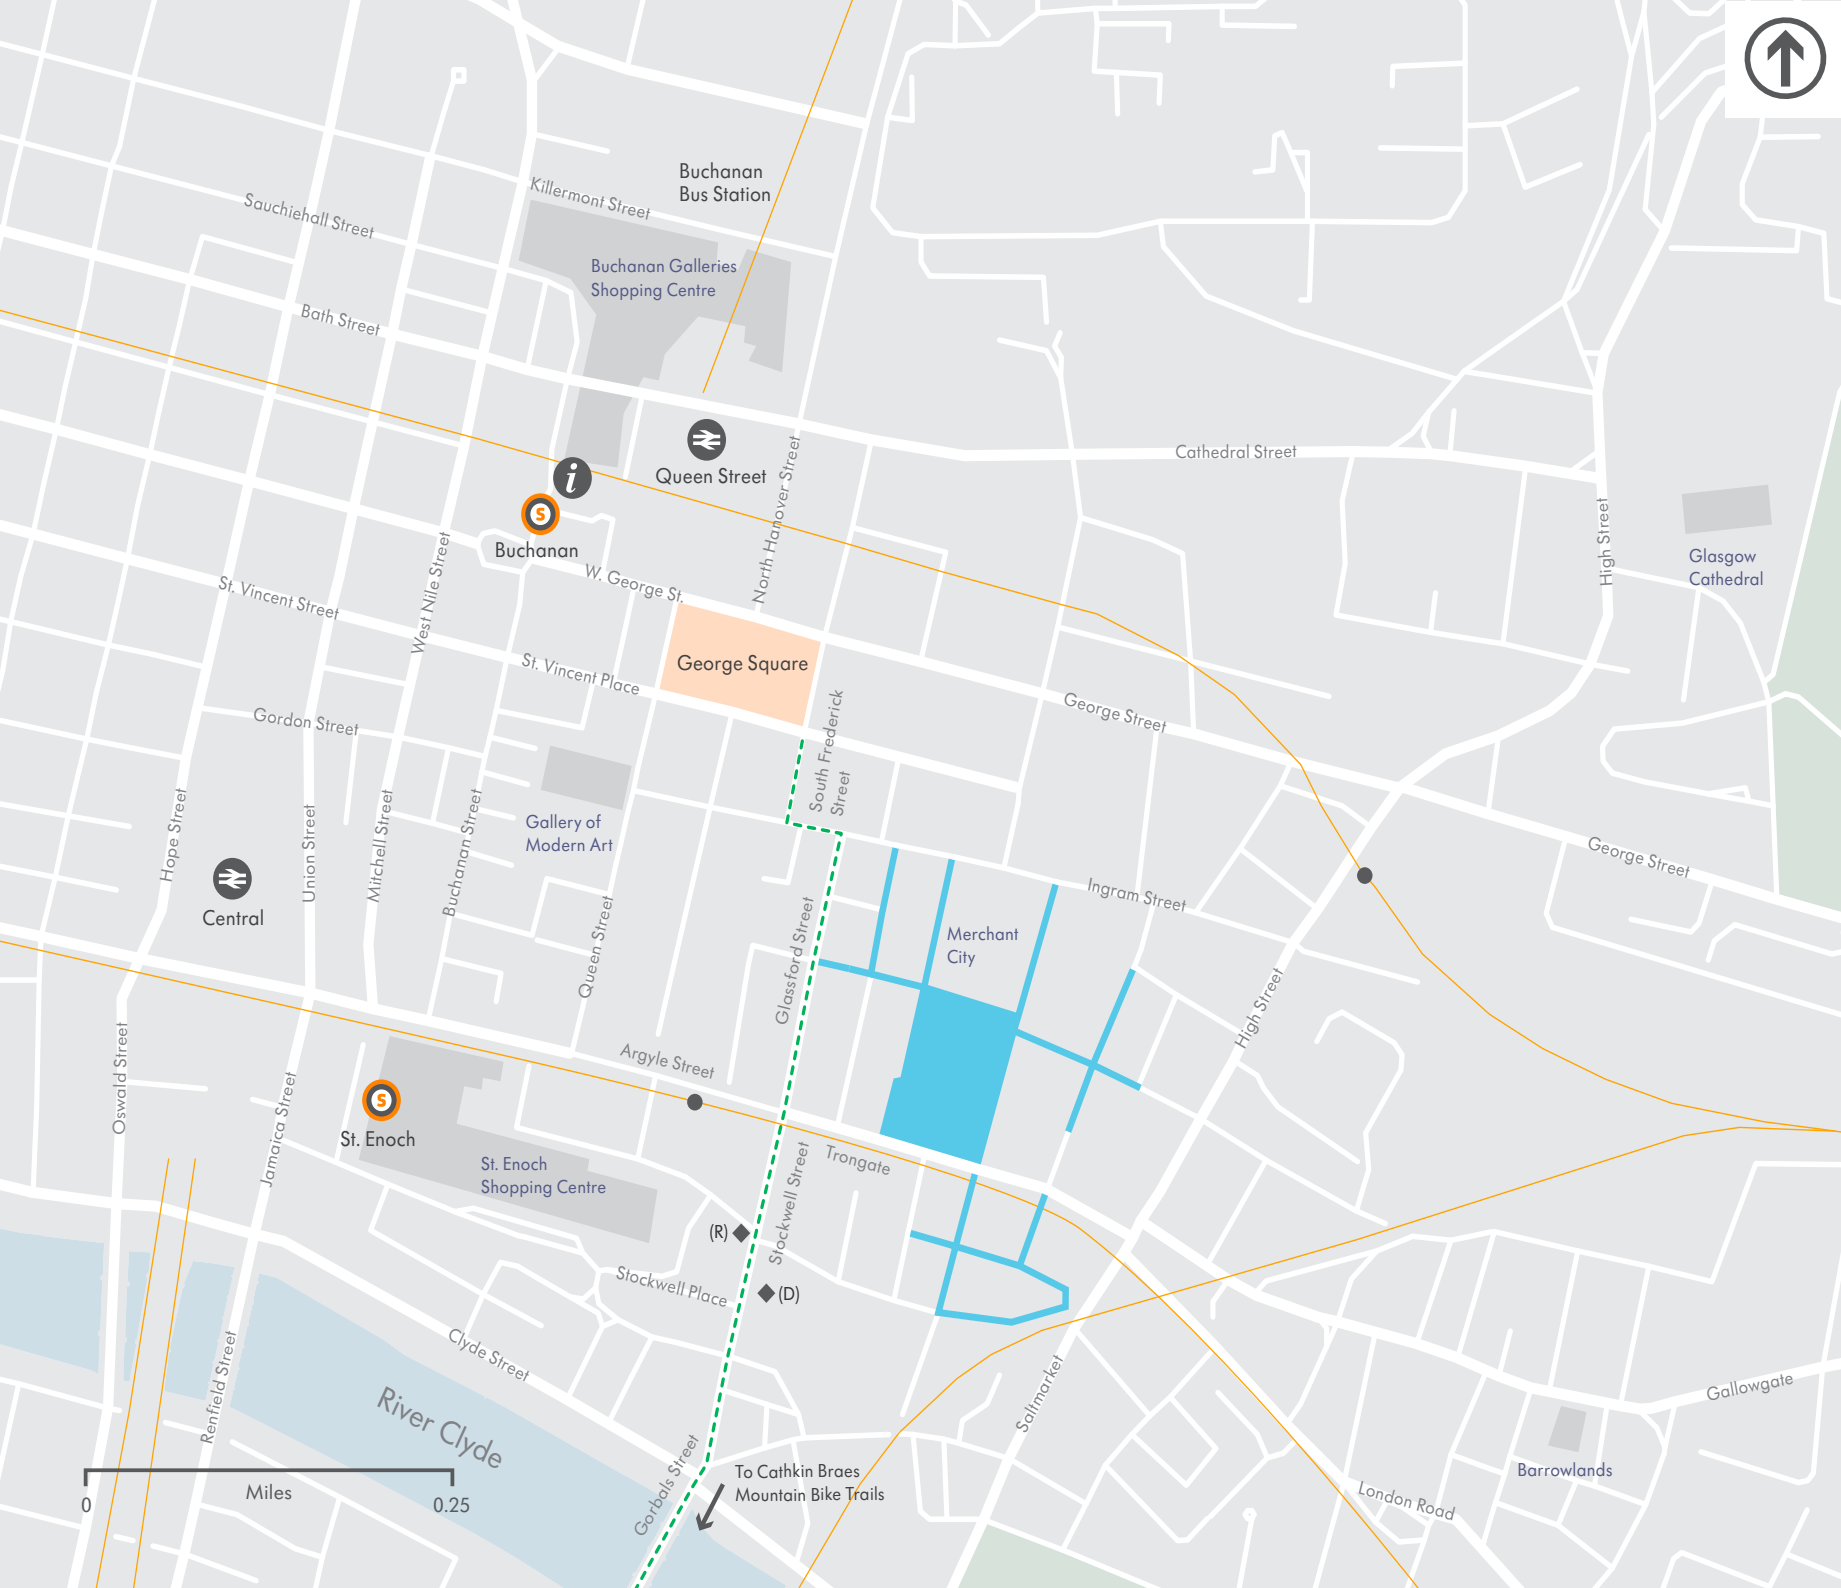 Killermont Street
Buchanan
Bus Station
Sauchiehall Street
Buchanan Galleries
Shopping Centre
Bath Street
Queen Street
North Hanover Street
Cathedral Street
High Street
Glasgow
Cathedral
i
S
Buchanan
W. George St.
West Nile Street
St. Vincent Street
St. Vincent Place
George Square
George Street
South Frederick
Street
Gordon Street
Gallery of
Modern Art
Hope Street
Union Street
Mitchell Street
Buchanan Street
George Street
Central
Queen Street
Glassford Street
Ingram Street
Merchant
City
High Street
Argyle Street
Oswald Street
Jamaica Street
S
St. Enoch
St. Enoch
Shopping Centre
Trongate
Stockwell Street
(R)
(D)
Stockwell Place
Clyde Street
Renfield Street
River Clyde
Saltmarket
Gallowgate
Gorbals Street
To Cathkin Braes
Mountain Bike Trails
Barrowlands
London Road
0
Miles
0.25